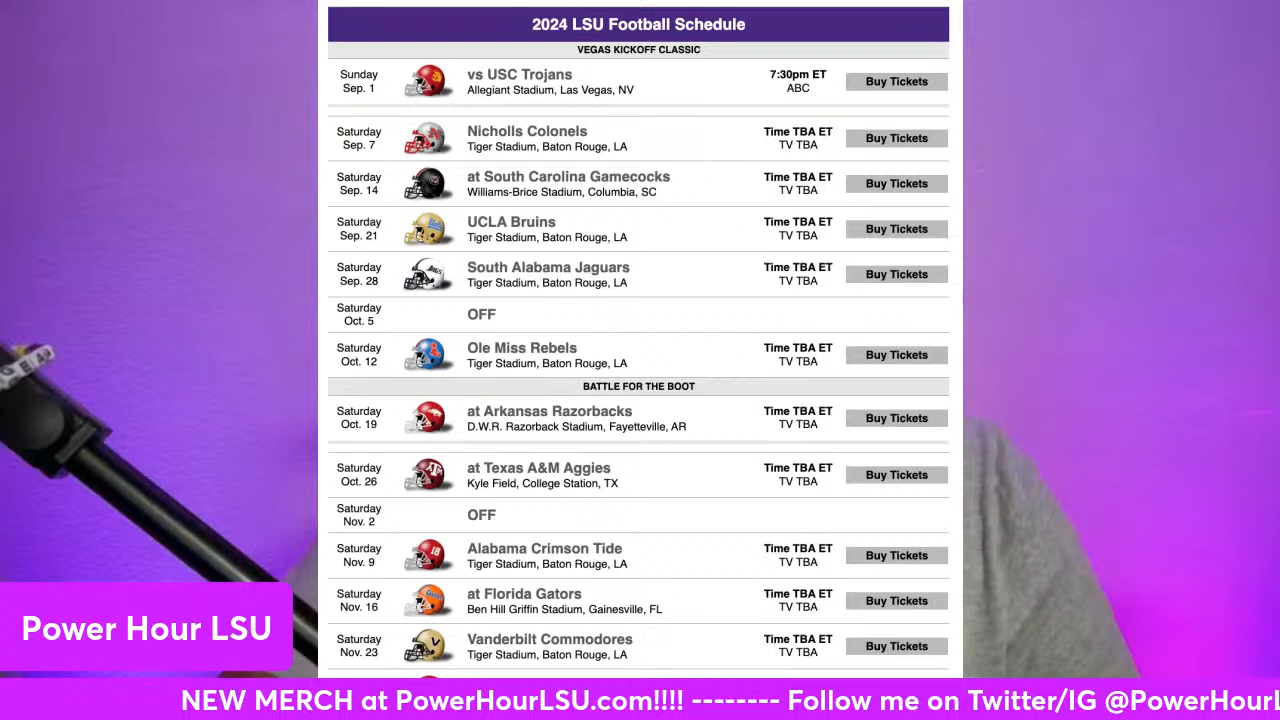 2024 LSU Football Schedule
VEGAS KICKOFF CLASSIC
Sunday
Sep. 1
vs USC Trojans
Allegiant Stadium, Las Vegas, NV
7:30pm ET
ABC
Buy Tickets
Saturday
Sep. 7
Nicholls Colonels
Tiger Stadium, Baton Rouge, LA
Time TBA ET
TV TBA
Buy Tickets
Saturday
Sep. 14
at South Carolina Gamecocks
Williams-Brice Stadium, Columbia, SC
Time TBA ET
TV TBA
Buy Tickets
Saturday
Sep. 21
UCLA Bruins
Tiger Stadium, Baton Rouge, LA
Time TBA ET
TV TBA
Buy Tickets
Saturday
Sep. 28
South Alabama Jaguars
Tiger Stadium, Baton Rouge, LA
Time TBA ET
TV TBA
Buy Tickets
Saturday
Oct. 5
OFF
Saturday
Oct. 12
Ole Miss Rebels
Tiger Stadium, Baton Rouge, LA
Time TBA ET
TV TBA
Buy Tickets
BATTLE FOR THE BOOT
Saturday
Oct. 19
at Arkansas Razorbacks
D.W.R. Razorback Stadium, Fayetteville, AR
Time TBA ET
TV TBA
Buy Tickets
Saturday
Oct. 26
at Texas A&M Aggies
Kyle Field, College Station, TX
Time TBA ET
TV TBA
Buy Tickets
Saturday
Nov. 2
OFF
Saturday
Nov. 9
18
Alabama Crimson Tide
Tiger Stadium, Baton Rouge, LA
Time TBA ET
TV TBA
Buy Tickets
Saturday
Nov. 16
at Florida Gators
Ben Hill Griffin Stadium, Gainesville, FL
Time TBA ET
TV TBA
Buy Tickets
Saturday
Nov. 23
Vanderbilt Commodores
Tiger Stadium, Baton Rouge, LA
Time TBA ET
TV TBA
Buy Tickets
Power Hour LSU
NEW MERCH at PowerHourLSU.com!!!! -------- Follow me on Twitter/IG @PowerHourL